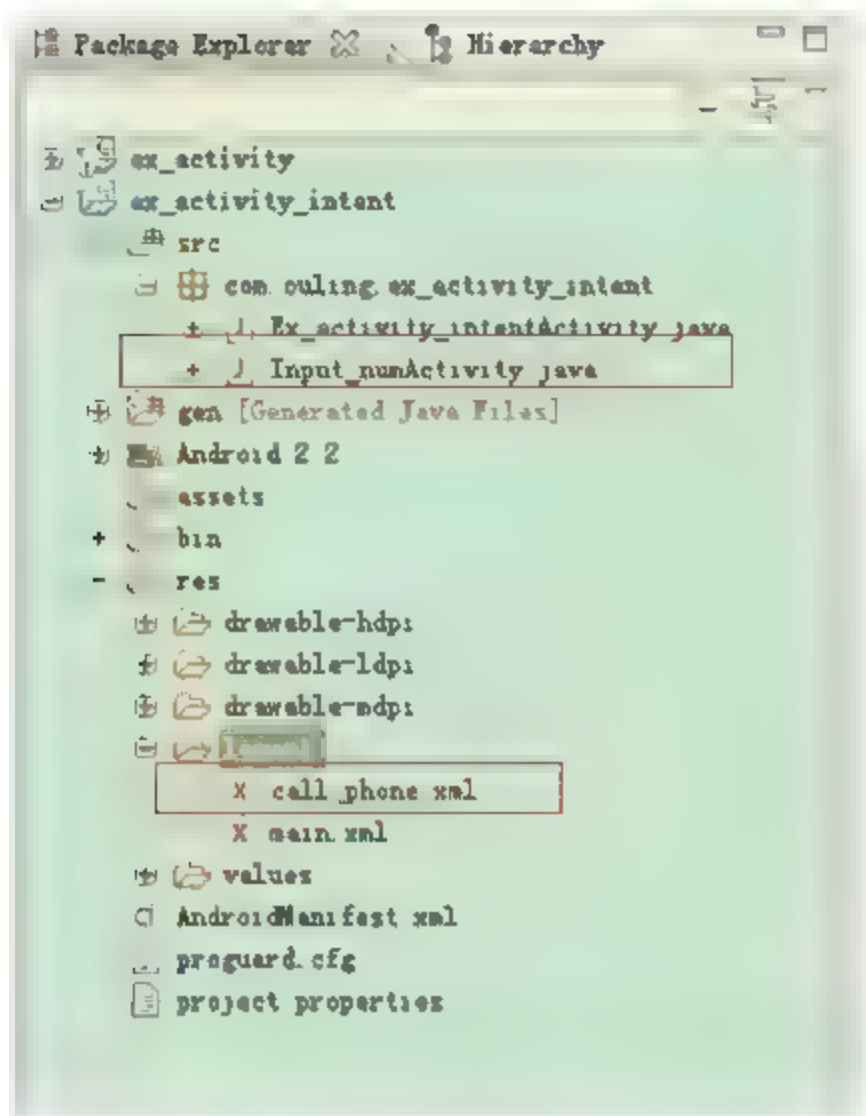 Package Explorer Hierarchy
ex_activity
ex_activity_intent
src
com.ouling.ex_activity_intent
Ex_activity_intentActivity.java
Input_numActivity.java
gen [Generated Java Files]
Android 2.2
assets
bin
res
drawable-hdpi
drawable-ldpi
drawable-mdpi
call_phone.xml
main.xml
values
AndroidManifest.xml
proguard.cfg
project.properties